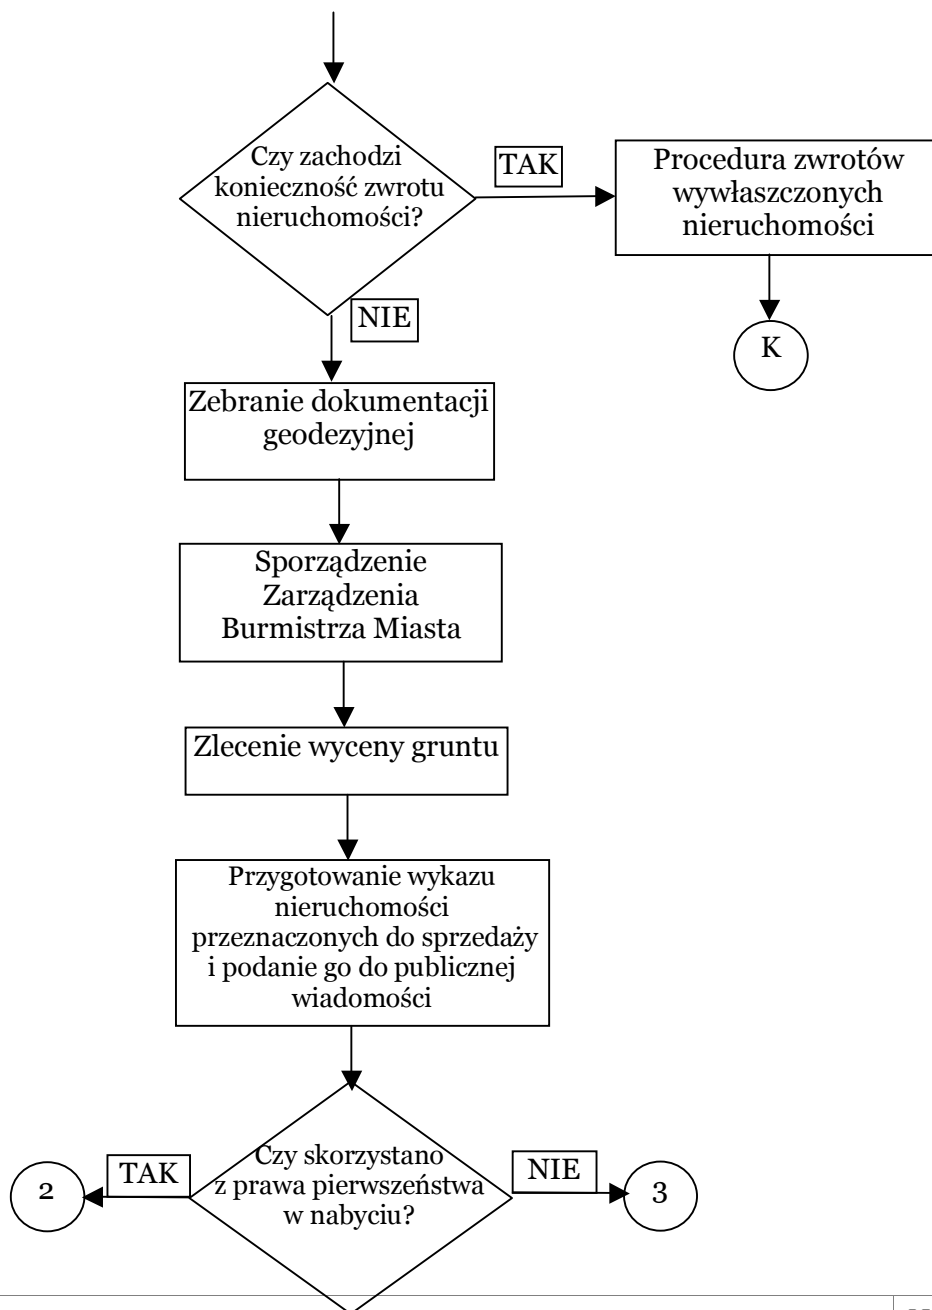 Czy zachodzi
konieczność zwrotu
nieruchomości?
TAK
Procedura zwrotów
wywłaszczonych
nieruchomości
K
NIE
Zebranie dokumentacji
geodezyjnej
Sporządzenie
Zarządzenia
Burmistrza Miasta
Zlecenie wyceny gruntu
Przygotowanie wykazu
nieruchomości
przeznaczonych do sprzedaży
i podanie go do publicznej
wiadomości
Czy skorzystano
z prawa pierwszeństwa
w nabyciu?
TAK
2
NIE
3